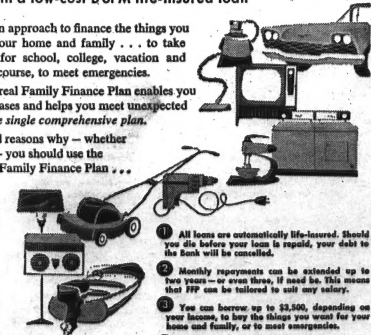 low-cost B of M life-insured loan
n approach to finance the things you
our home and family . . . to take
for school, college, vacation and
course, to meet emergencies.
real Family Finance Plan enables you
ases and helps you meet unexpected
e single comprehensive plan.
l reasons why — whether
- you should use the
Family Finance Plan . . .
1 All loans are automatically life-insured. Should
you die before your loan is repaid, your debt to
the Bank will be cancelled.
2 Monthly repayments can be extended up to
two years — or even three, if need be. This means
that FFP can be tailored to suit any salary.
3 You can borrow up to $3,500, depending on
your income, to buy the things you want for your
home and family, or to meet emergencies.